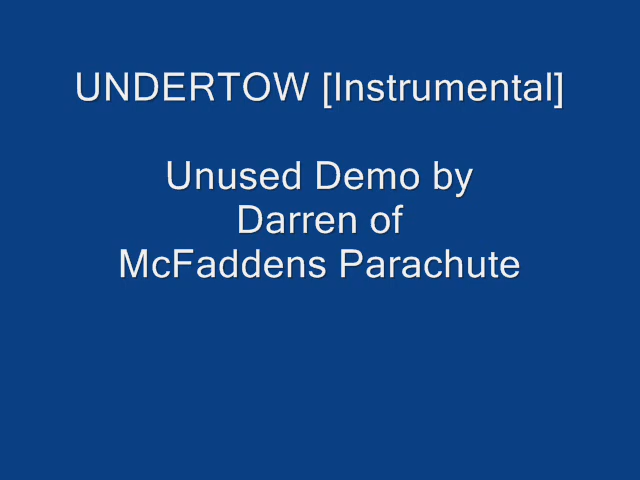 UNDERTOW [Instrumental]
Unused Demo by
Darren of
McFaddens Parachute